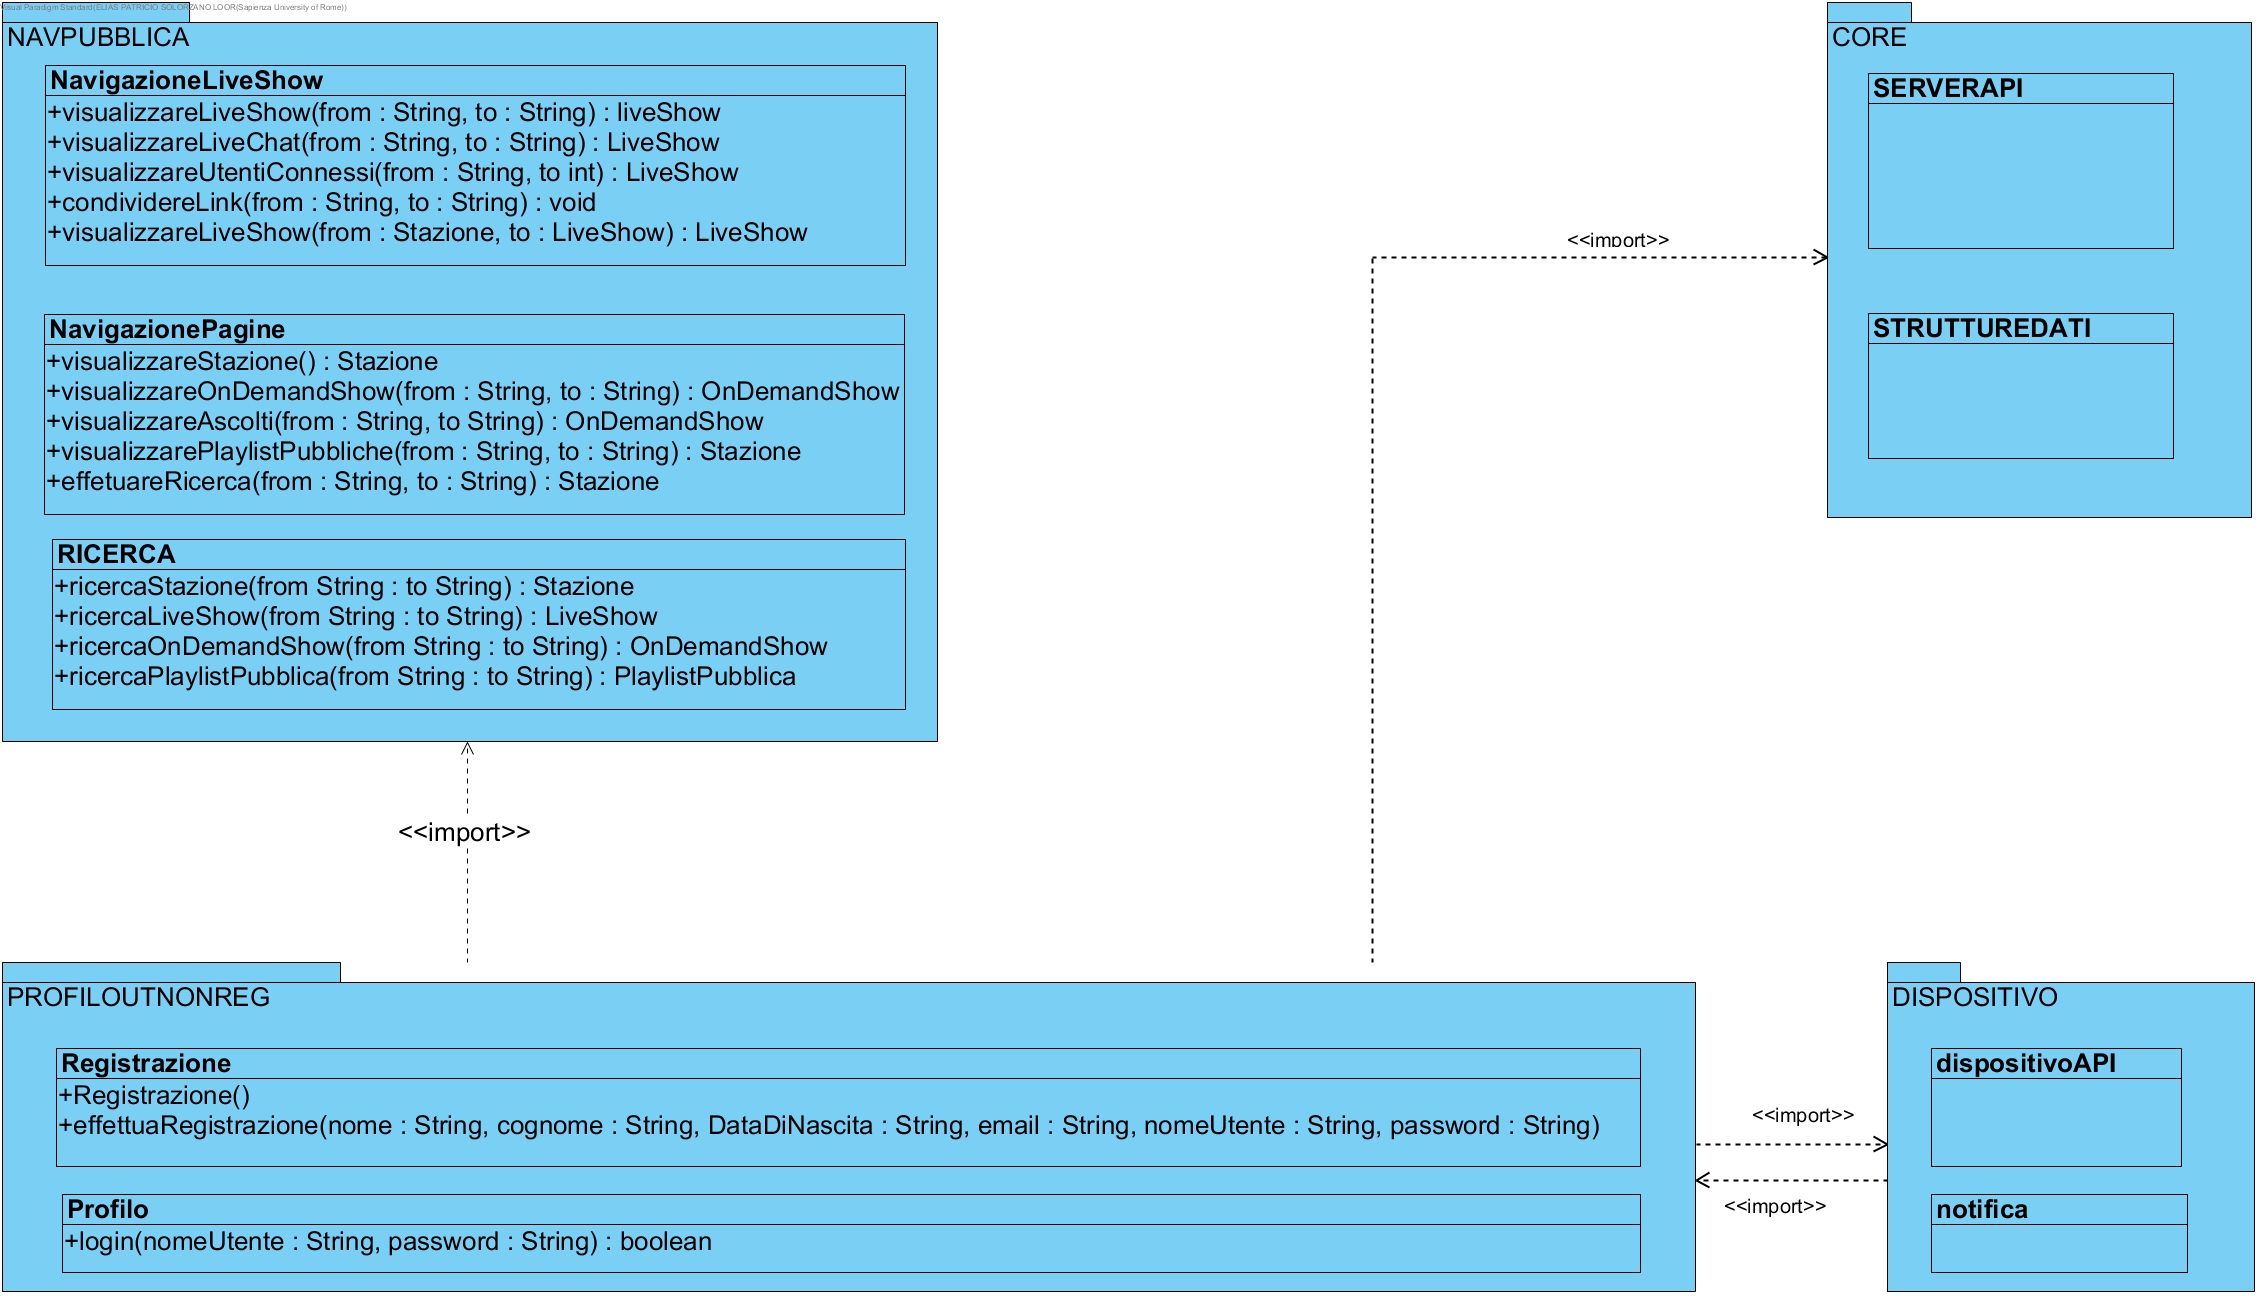 Visual Paradigm Standard(ELIAS PATRICIO SOLORZANO LOOR(Sapienza University of Rome))
NAVPUBBLICA
NavigazioneLiveShow
+visualizzareLiveShow(from : String, to : String) : liveShow
+visualizzareLiveChat(from : String, to : String) : LiveShow
+visualizzareUtentiConnessi(from : String, to int) : LiveShow
+condividereLink(from : String, to : String) : void
+visualizzareLiveShow(from : Stazione, to : LiveShow) : LiveShow
NavigazionePagine
+visualizzareStazione() : Stazione
+visualizzareOnDemandShow(from : String, to : String) : OnDemandShow
+visualizzareAscolti(from : String, to String) : OnDemandShow
+visualizzarePlaylistPubbliche(from : String, to : String) : Stazione
+effetuareRicerca(from : String, to : String) : Stazione
RICERCA
+ricercaStazione(from String : to String) : Stazione
+ricercaLiveShow(from String : to String) : LiveShow
+ricercaOnDemandShow(from String : to String) : OnDemandShow
+ricercaPlaylistPubblica(from String : to String) : PlaylistPubblica
CORE
SERVERAPI
STRUTTUREDATI
<<import>>
<<import>>
PROFILOUTNONREG
Registrazione
+Registrazione()
+effettuaRegistrazione(nome : String, cognome : String, DataDiNascita : String, email : String, nomeUtente : String, password : String)
Profilo
+login(nomeUtente : String, password : String) : boolean
<<import>>
<<import>>
DISPOSITIVO
dispositivoAPI
notifica